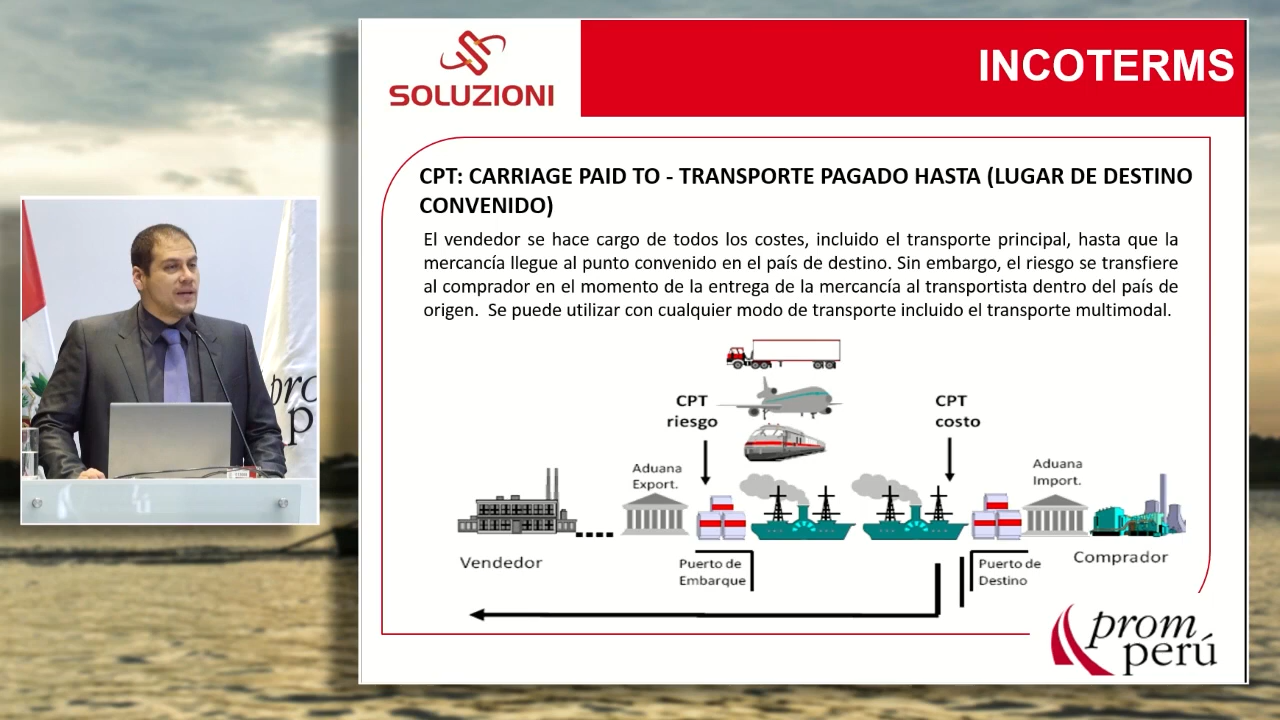 SOLUZIONI
INCOTERMS
CPT: CARRIAGE PAID TO - TRANSPORTE PAGADO HASTA (LUGAR DE DESTINO
CONVENIDO)
El vendedor se hace cargo de todos los costes, incluido el transporte principal, hasta que la
mercancía llegue al punto convenido en el país de destino. Sin embargo, el riesgo se transfiere
al comprador en el momento de la entrega de la mercancía al transportista dentro del país de
origen. Se puede utilizar con cualquier modo de transporte incluido el transporte multimodal.
CPT
riesgo
CPT
costo
Aduana
Export.
Aduana
Import.
Vendedor
Puerto de
Embarque
Puerto de
Destino
Comprador
prom
perú
pro
p